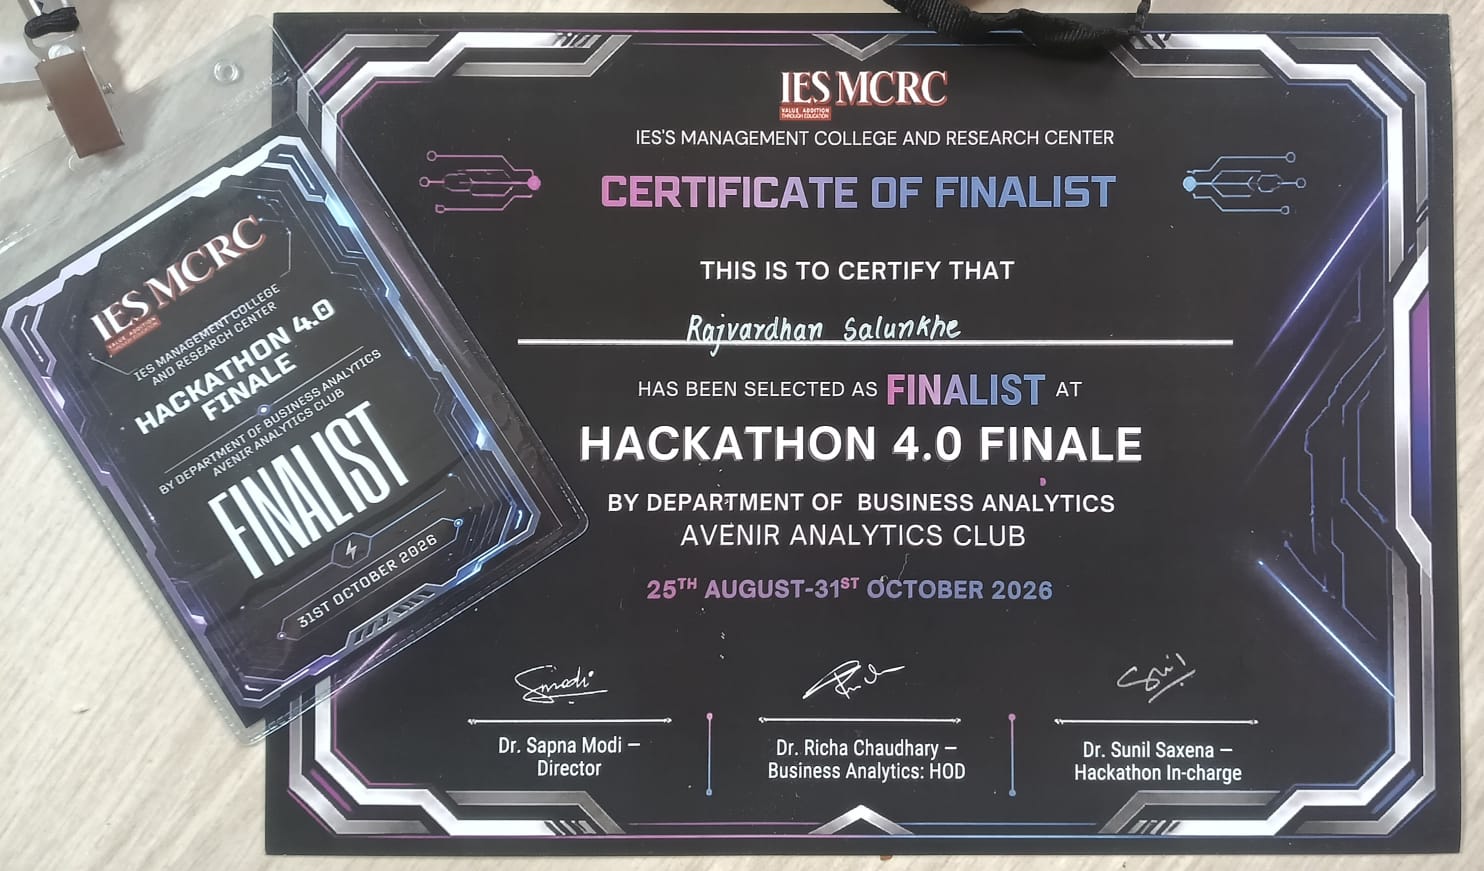 IES MCRC
VALUE ADDITION
THROUGH EDUCATION
IES MANAGEMENT COLLEGE
AND RESEARCH CENTER
HACKATHON 4.0
FINALE
BY DEPARTMENT OF BUSINESS ANALYTICS
AVENIR ANALYTICS CLUB
FINALIST
31ST OCTOBER 2026
IES MCRC
VALUE ADDITION
THROUGH EDUCATION
IES'S MANAGEMENT COLLEGE AND RESEARCH CENTER
CERTIFICATE OF FINALIST
THIS IS TO CERTIFY THAT
Rajvardhan Salunkhe
HAS BEEN SELECTED AS FINALIST AT
HACKATHON 4.0 FINALE
BY DEPARTMENT OF BUSINESS ANALYTICS
AVENIR ANALYTICS CLUB
25TH AUGUST-31ST OCTOBER 2026
Dr. Sapna Modi –
Director
Dr. Richa Chaudhary –
Business Analytics: HOD
Dr. Sunil Saxena –
Hackathon In-charge